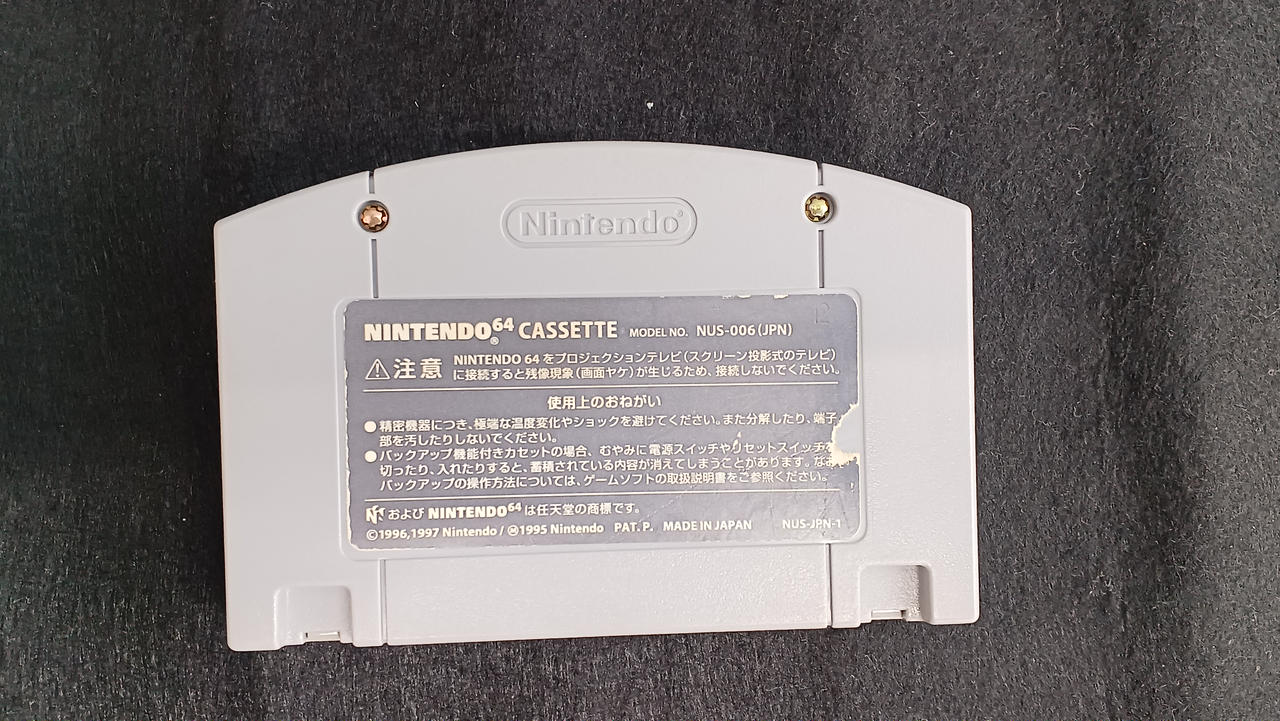 Nintendo®
NINTENDO64® CASSETTE MODEL NO. NUS-006(JPN)
⚠注意 NINTENDO 64をプロジェクションテレビ(スクリーン投影式のテレビ)
に接続すると残像現象(画面ヤケ)が生じるため、接続しないでください。
使用上のおねがい
●精密機器につき、極端な温度変化やショックを避けてください。また分解したり、端子
部を汚したりしないでください。
●バックアップ機能付きカセットの場合、むやみに電源スイッチやリセットスイッチを
切ったり、入れたりすると、蓄積されている内容が消えてしまうことがあります。なお
バックアップの操作方法については、ゲームソフトの取扱説明書をご参照ください。
および NINTENDO64は任天堂の商標です。
©1996,1997 Nintendo/Ⓜ1995 Nintendo PAT. P. MADE IN JAPAN NUS-JPN-1